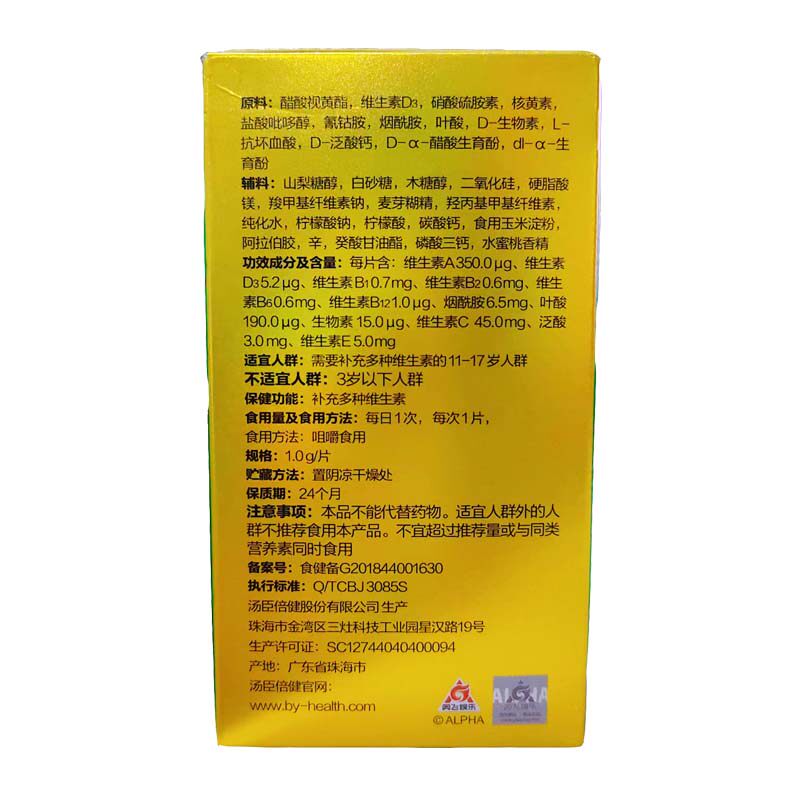 原料：醋酸视黄酯，维生素D3，硝酸硫胺素，核黄素，
盐酸吡哆醇，氰钴胺，烟酰胺，叶酸，D-生物素，L-
抗坏血酸，D-泛酸钙，D-α-醋酸生育酚，dl-α-生
育酚
辅料：山梨糖醇，白砂糖，木糖醇，二氧化硅，硬脂酸
镁，羧甲基纤维素钠，麦芽糊精，羟丙基甲基纤维素，
纯化水，柠檬酸钠，柠檬酸，碳酸钙，食用玉米淀粉，
阿拉伯胶，辛，癸酸甘油酯，磷酸三钙，水蜜桃香精
功效成分及含量：每片含：维生素A350.0μg、维生素
D3 5.2μg、维生素B1 0.7mg、维生素B2 0.6mg、维生
素B6 0.6mg、维生素B12 1.0μg、烟酰胺6.5mg、叶酸
190.0μg、生物素15.0μg、维生素C 45.0mg、泛酸
3.0mg、维生素E 5.0mg
适宜人群：需要补充多种维生素的11-17岁人群
不适宜人群：3岁以下人群
保健功能：补充多种维生素
食用量及食用方法：每日1次，每次1片，
食用方法：咀嚼食用
规格：1.0g/片
贮藏方法：置阴凉干燥处
保质期：24个月
注意事项：本品不能代替药物。适宜人群外的人
群不推荐食用本产品。不宜超过推荐量或与同类
营养素同时食用
备案号：食健备G201844001630
执行标准：Q/TCBJ 3085S
汤臣倍健股份有限公司 生产
珠海市金湾区三灶科技工业园星汉路19号
生产许可证：SC12744040400094
产地：广东省珠海市
汤臣倍健官网：
www.by-health.com
奥飞娱乐
© ALPHA
ALPHA